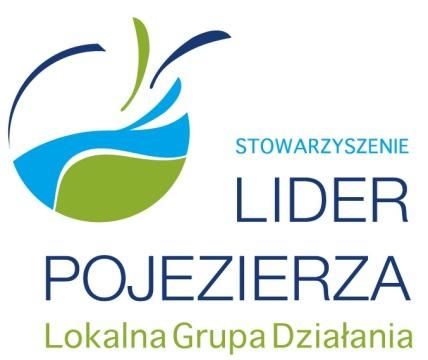 STOWARZYSZENIE
LIDER
POJEZIERZA
Lokalna Grupa Działania